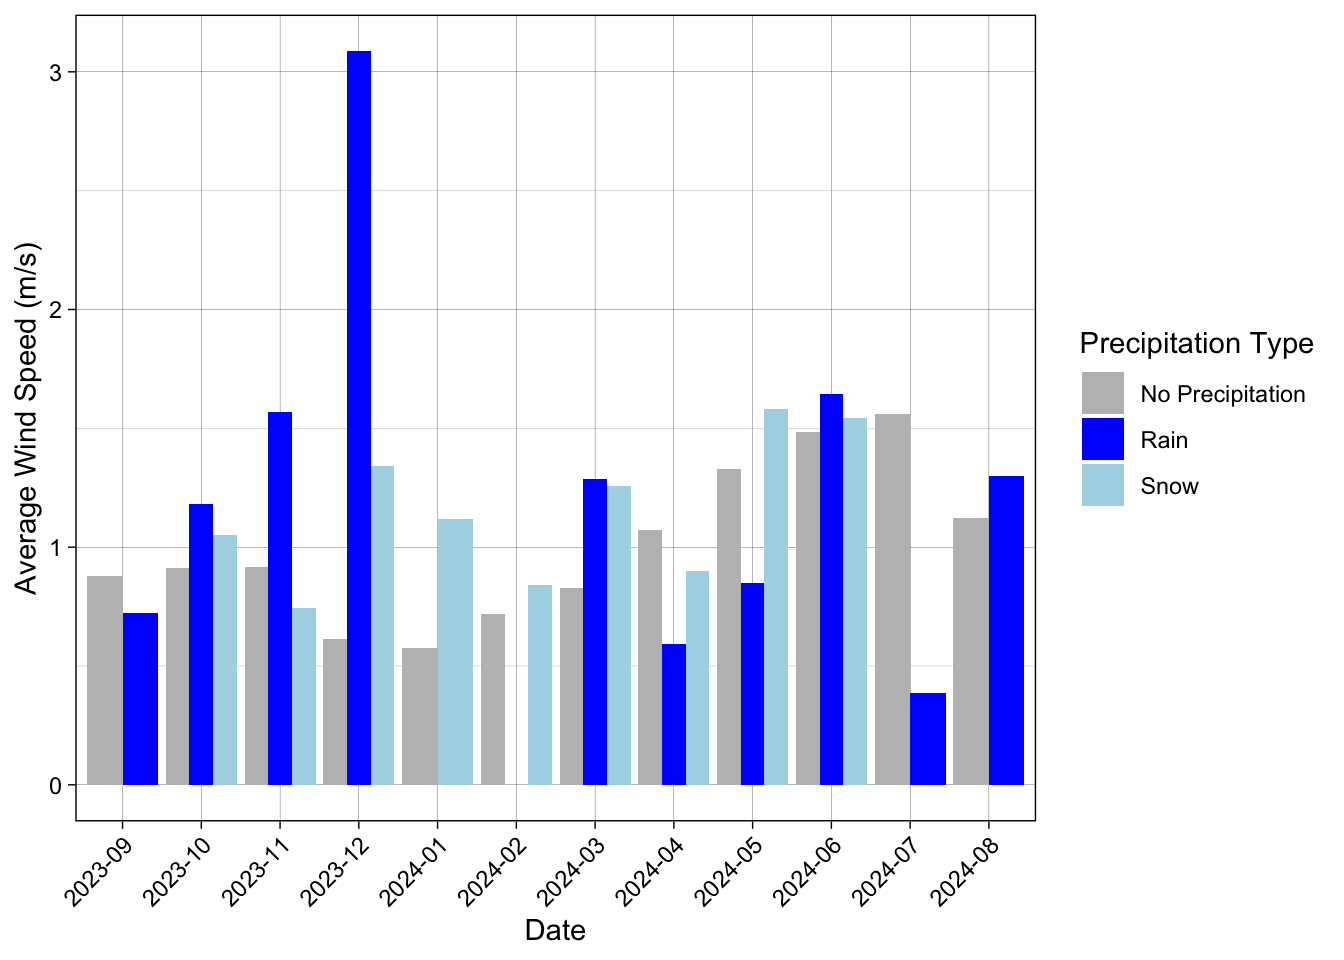 Average Wind Speed (m/s)
3
2
1
0
2023-09
2023-10
2023-11
2023-12
2024-01
2024-02
2024-03
2024-04
2024-05
2024-06
2024-07
2024-08
Date
Precipitation Type
No Precipitation
Rain
Snow